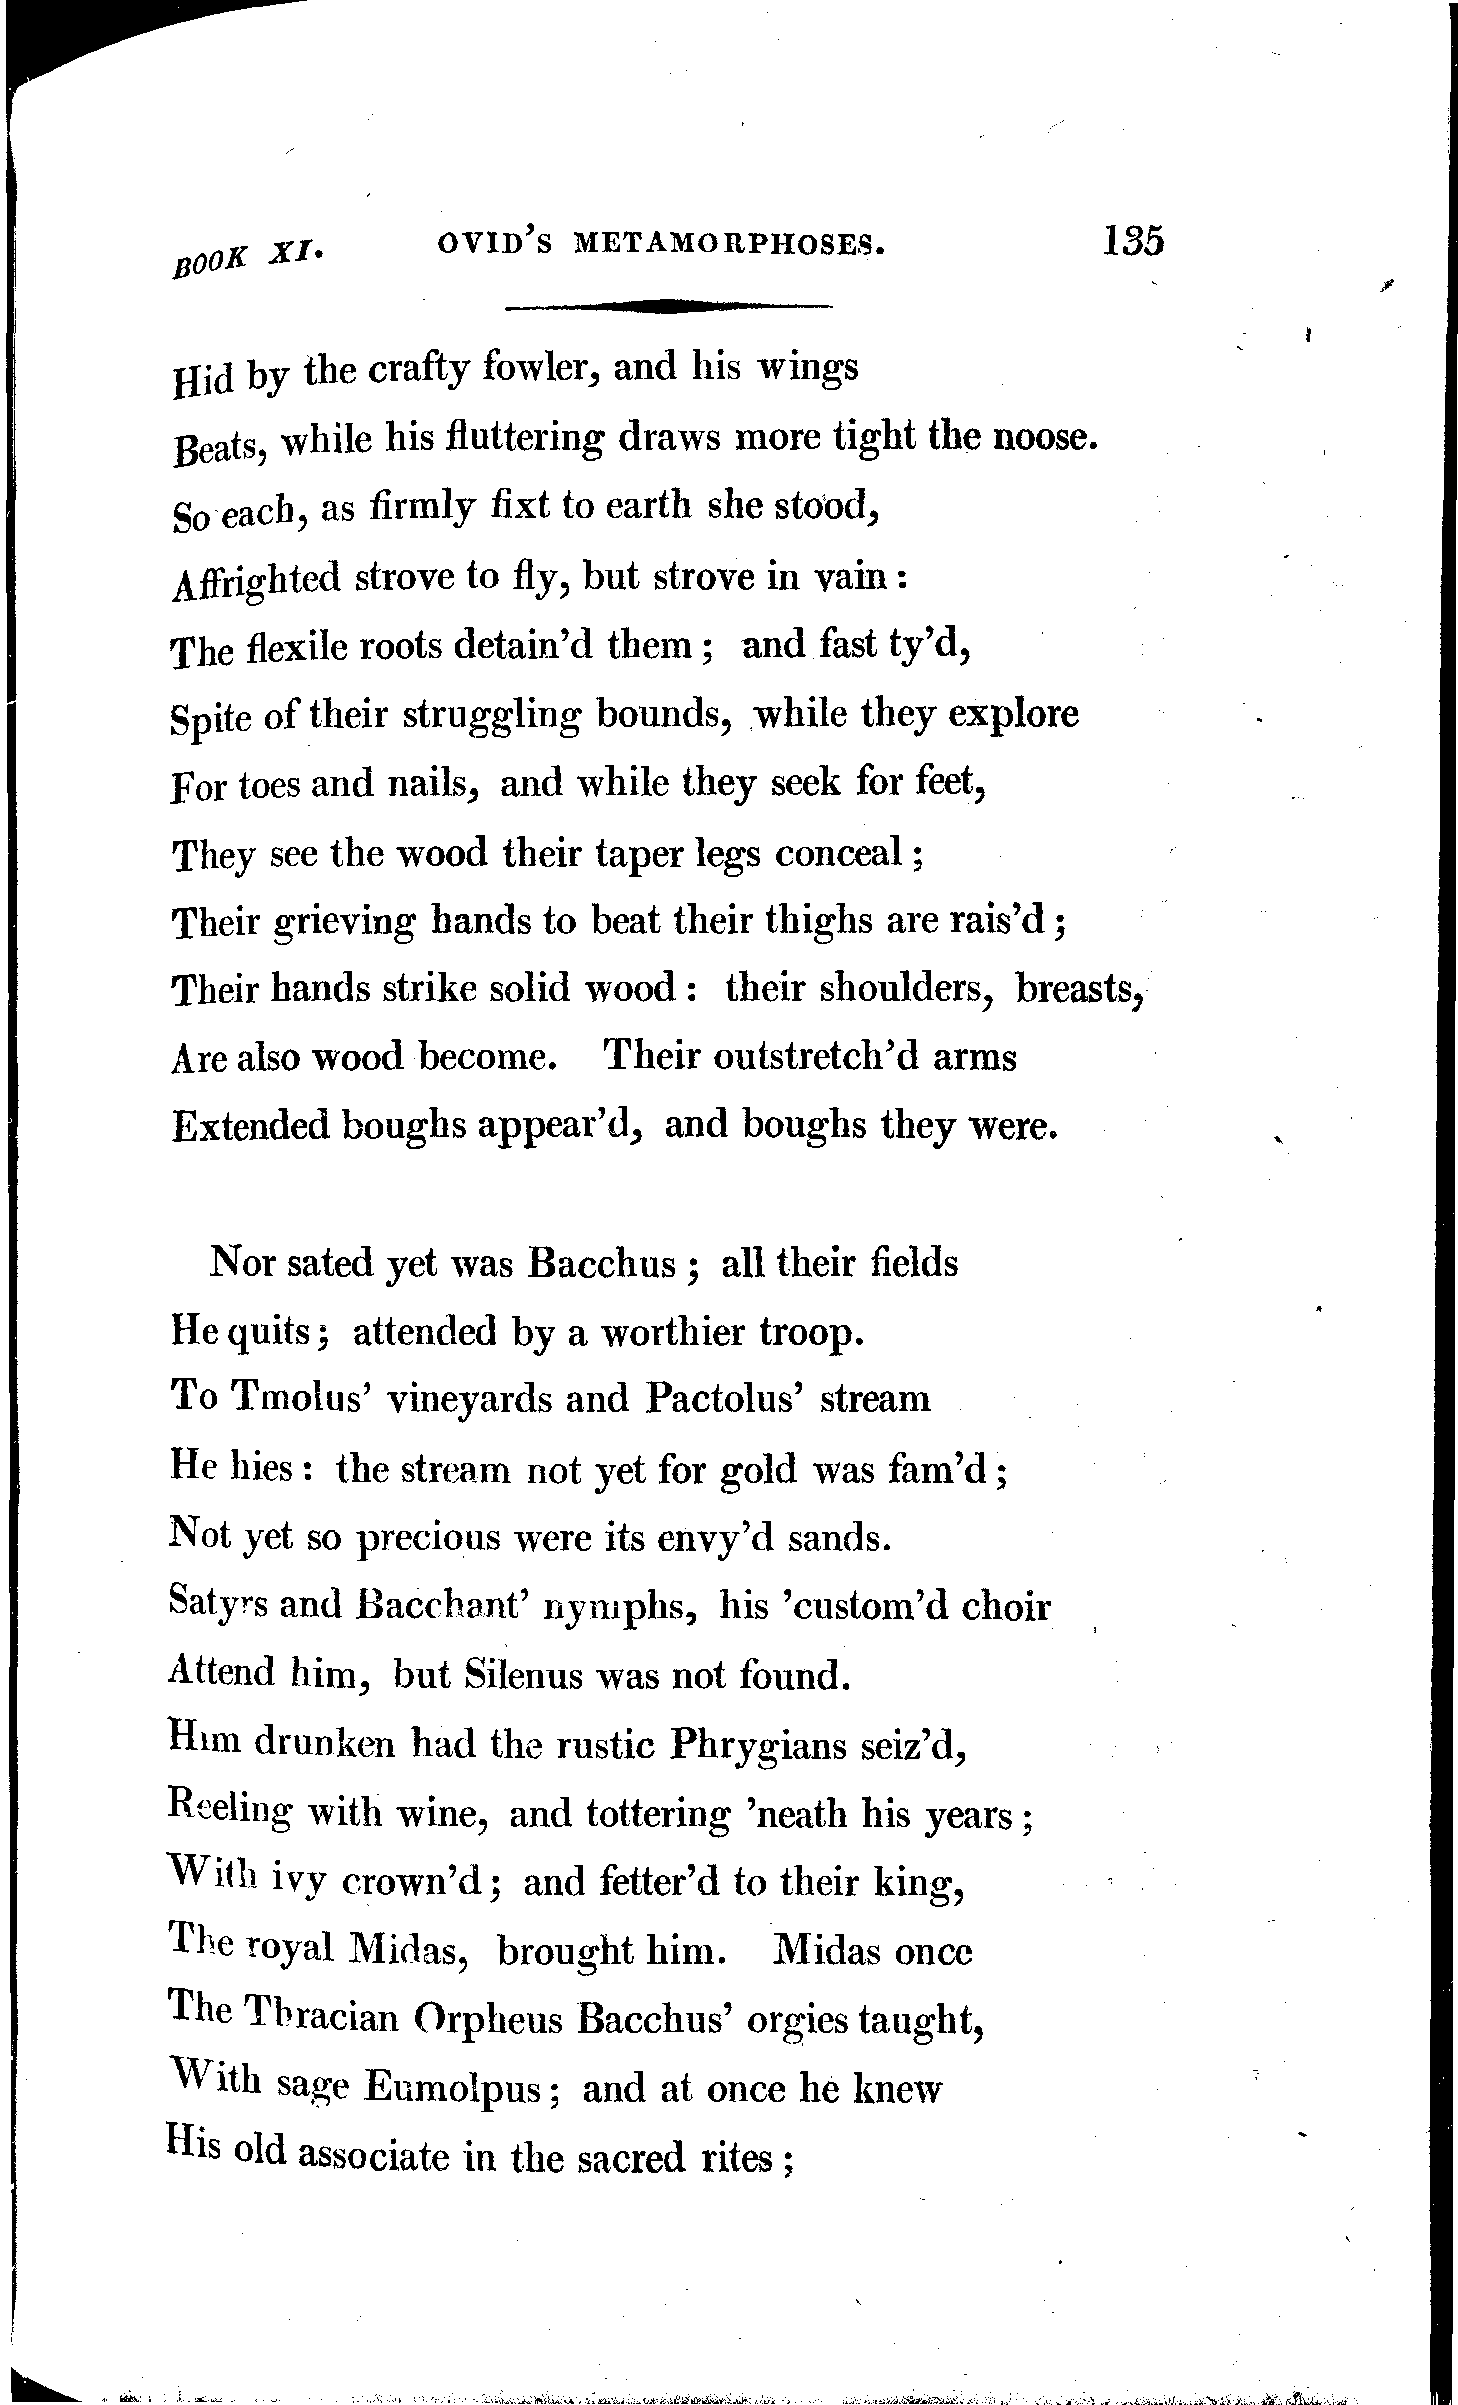 BOOK XI. OVID'S METAMORPHOSES. 135
Hid by the crafty fowler, and his wings
Beats, while his fluttering draws more tight the noose.
So each, as firmly fixt to earth she stood,
Affrighted strove to fly, but strove in vain :
The flexile roots detain'd them ; and fast ty'd,
Spite of their struggling bounds, while they explore
For toes and nails, and while they seek for feet,
They see the wood their taper legs conceal ;
Their grieving hands to beat their thighs are rais'd ;
Their hands strike solid wood : their shoulders, breasts,
Are also wood become. Their outstretch'd arms
Extended boughs appear'd, and boughs they were.
Nor sated yet was Bacchus ; all their fields
He quits ; attended by a worthier troop.
To Tmolus' vineyards and Pactolus' stream
He hies : the stream not yet for gold was fam'd ;
Not yet so precious were its envy'd sands.
Satyrs and Bacchant' nymphs, his 'custom'd choir
Attend him, but Silenus was not found.
Him drunken had the rustic Phrygians seiz'd,
Reeling with wine, and tottering 'neath his years ;
With ivy crown'd ; and fetter'd to their king,
The royal Midas, brought him. Midas once
The Thracian Orpheus Bacchus' orgies taught,
With sage Eumolpus ; and at once he knew
His old associate in the sacred rites ;